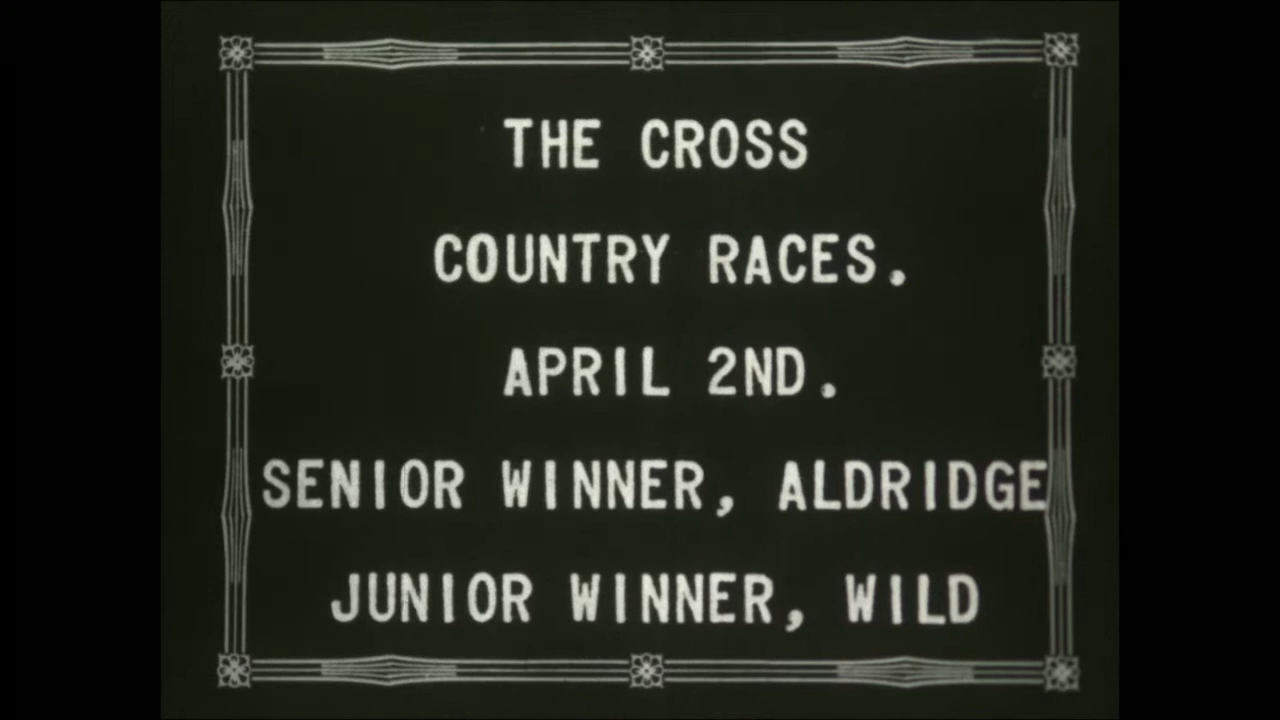 THE CROSS
COUNTRY RACES.
APRIL 2ND.
SENIOR WINNER, ALDRIDGE
JUNIOR WINNER, WILD